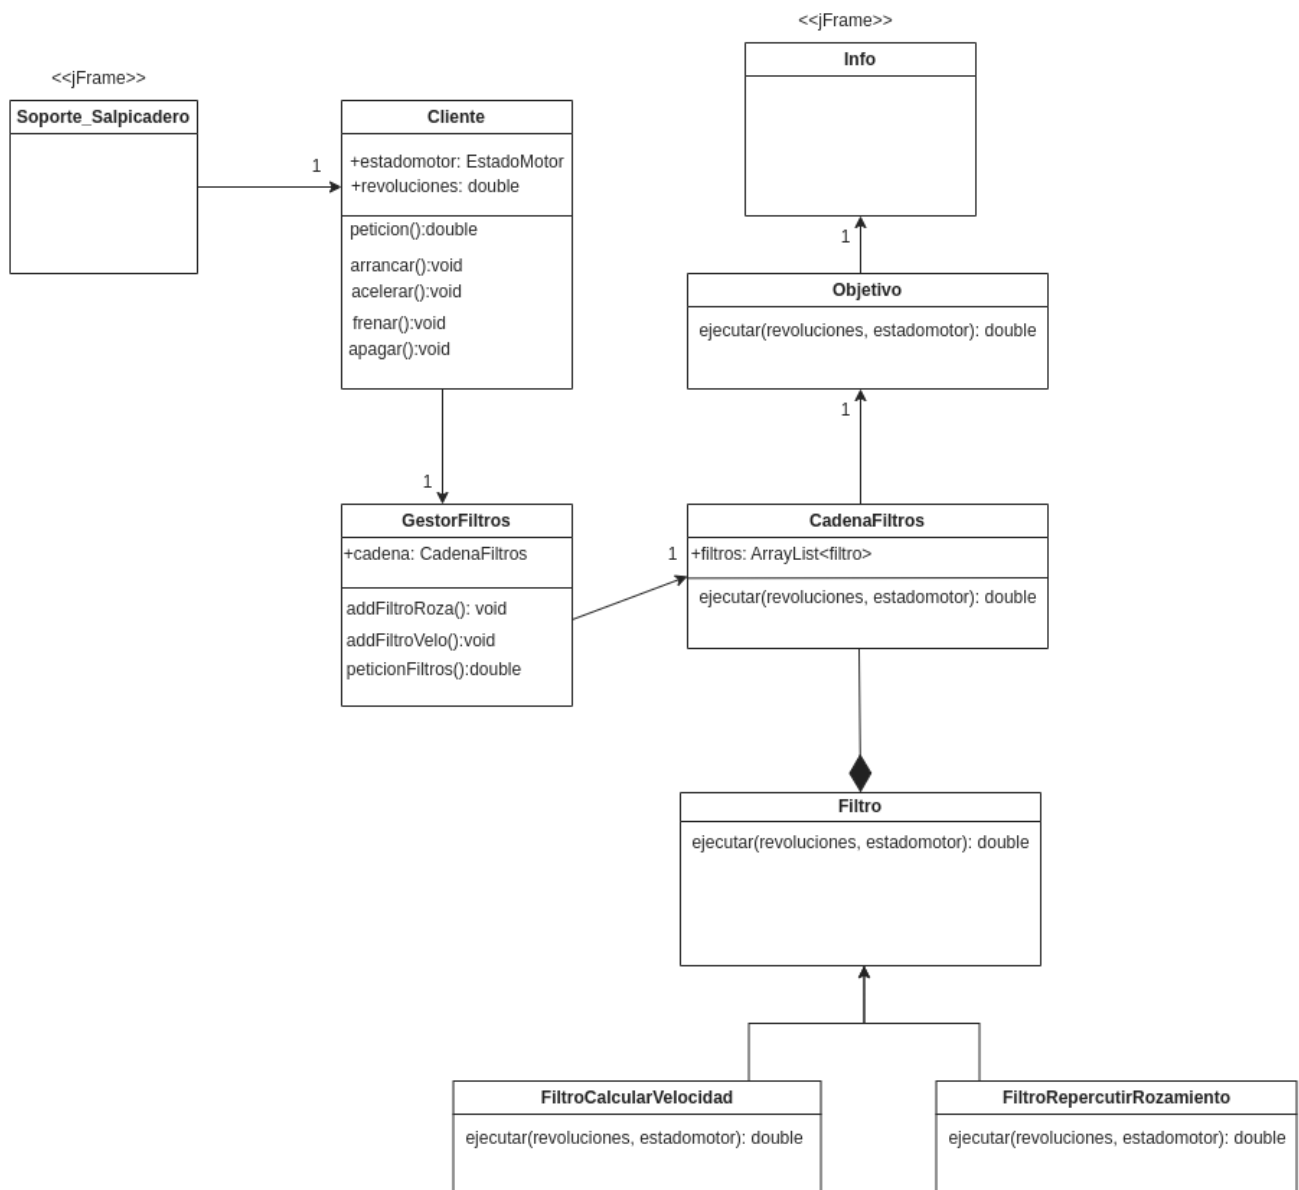 <<jFrame>>
Info
<<jFrame>>
Soporte_Salpicadero
1
Cliente
+estadomotor: EstadoMotor
+revoluciones: double
peticion():double
arrancar():void
acelerar():void
frenar():void
apagar():void
1
Objetivo
ejecutar(revoluciones, estadomotor): double
1
1
GestorFiltros
+cadena: CadenaFiltros
addFiltroRoza(): void
addFiltroVelo():void
peticionFiltros():double
1
CadenaFiltros
+filtros: ArrayList<filtro>
ejecutar(revoluciones, estadomotor): double
Filtro
ejecutar(revoluciones, estadomotor): double
FiltroCalcularVelocidad
ejecutar(revoluciones, estadomotor): double
FiltroRepercutirRozamiento
ejecutar(revoluciones, estadomotor): double